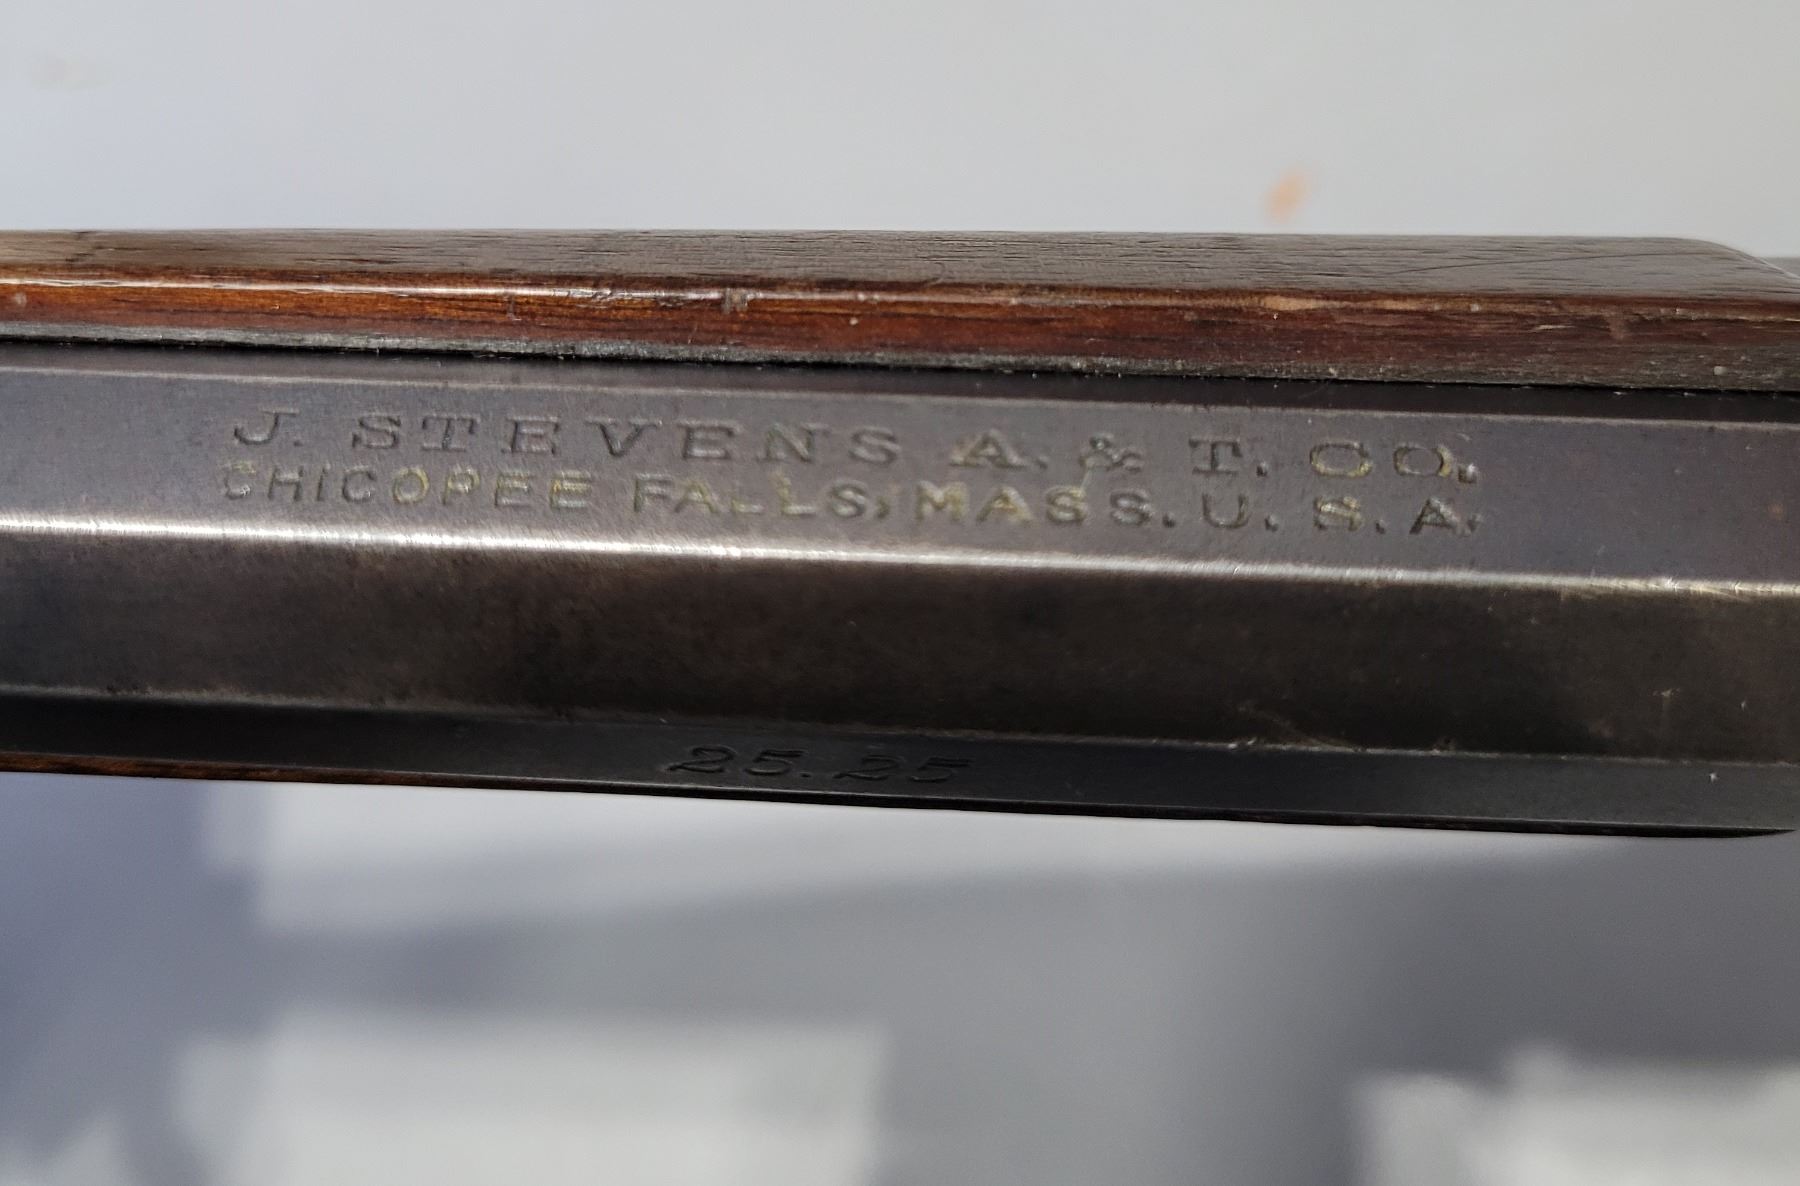 J. STEVENS A. & T. CO.
CHICOPEE FALLS, MASS. U. S. A.
25. 25